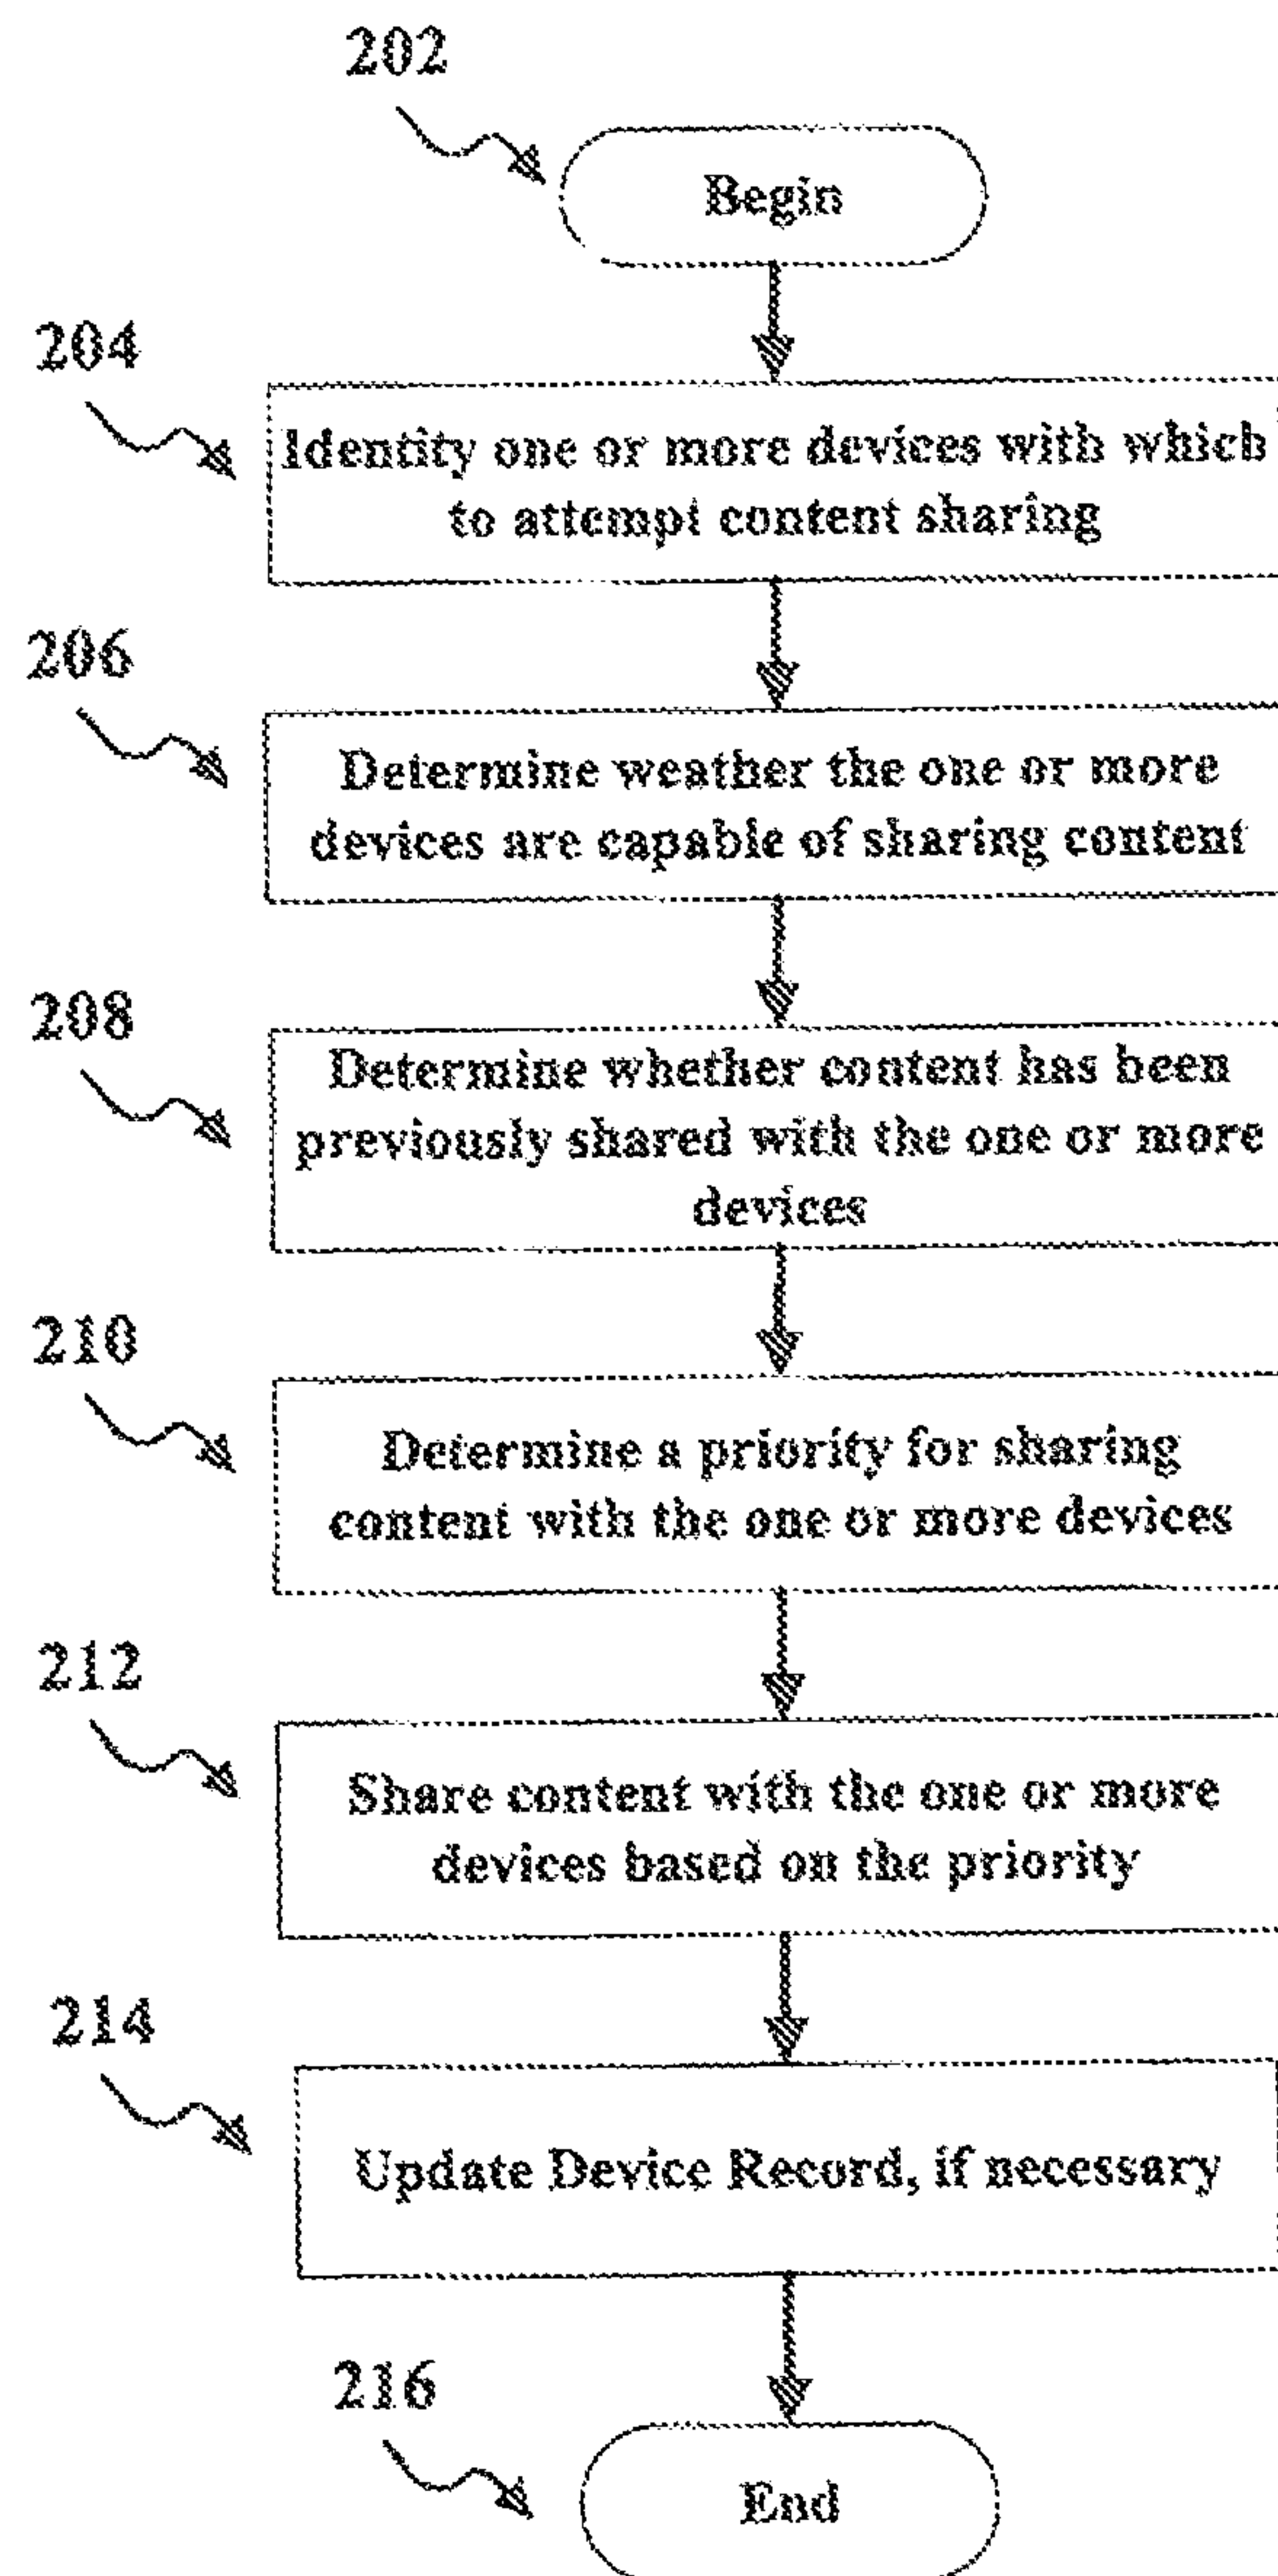 202
Begin
204
Identity one or more devices with which
to attempt content sharing
206
Determine weather the one or more
devices are capable of sharing content
208
Determine whether content has been
previously shared with the one or more
devices
210
Determine a priority for sharing
content with the one or more devices
212
Share content with the one or more
devices based on the priority
214
Update Device Record, if necessary
216
End